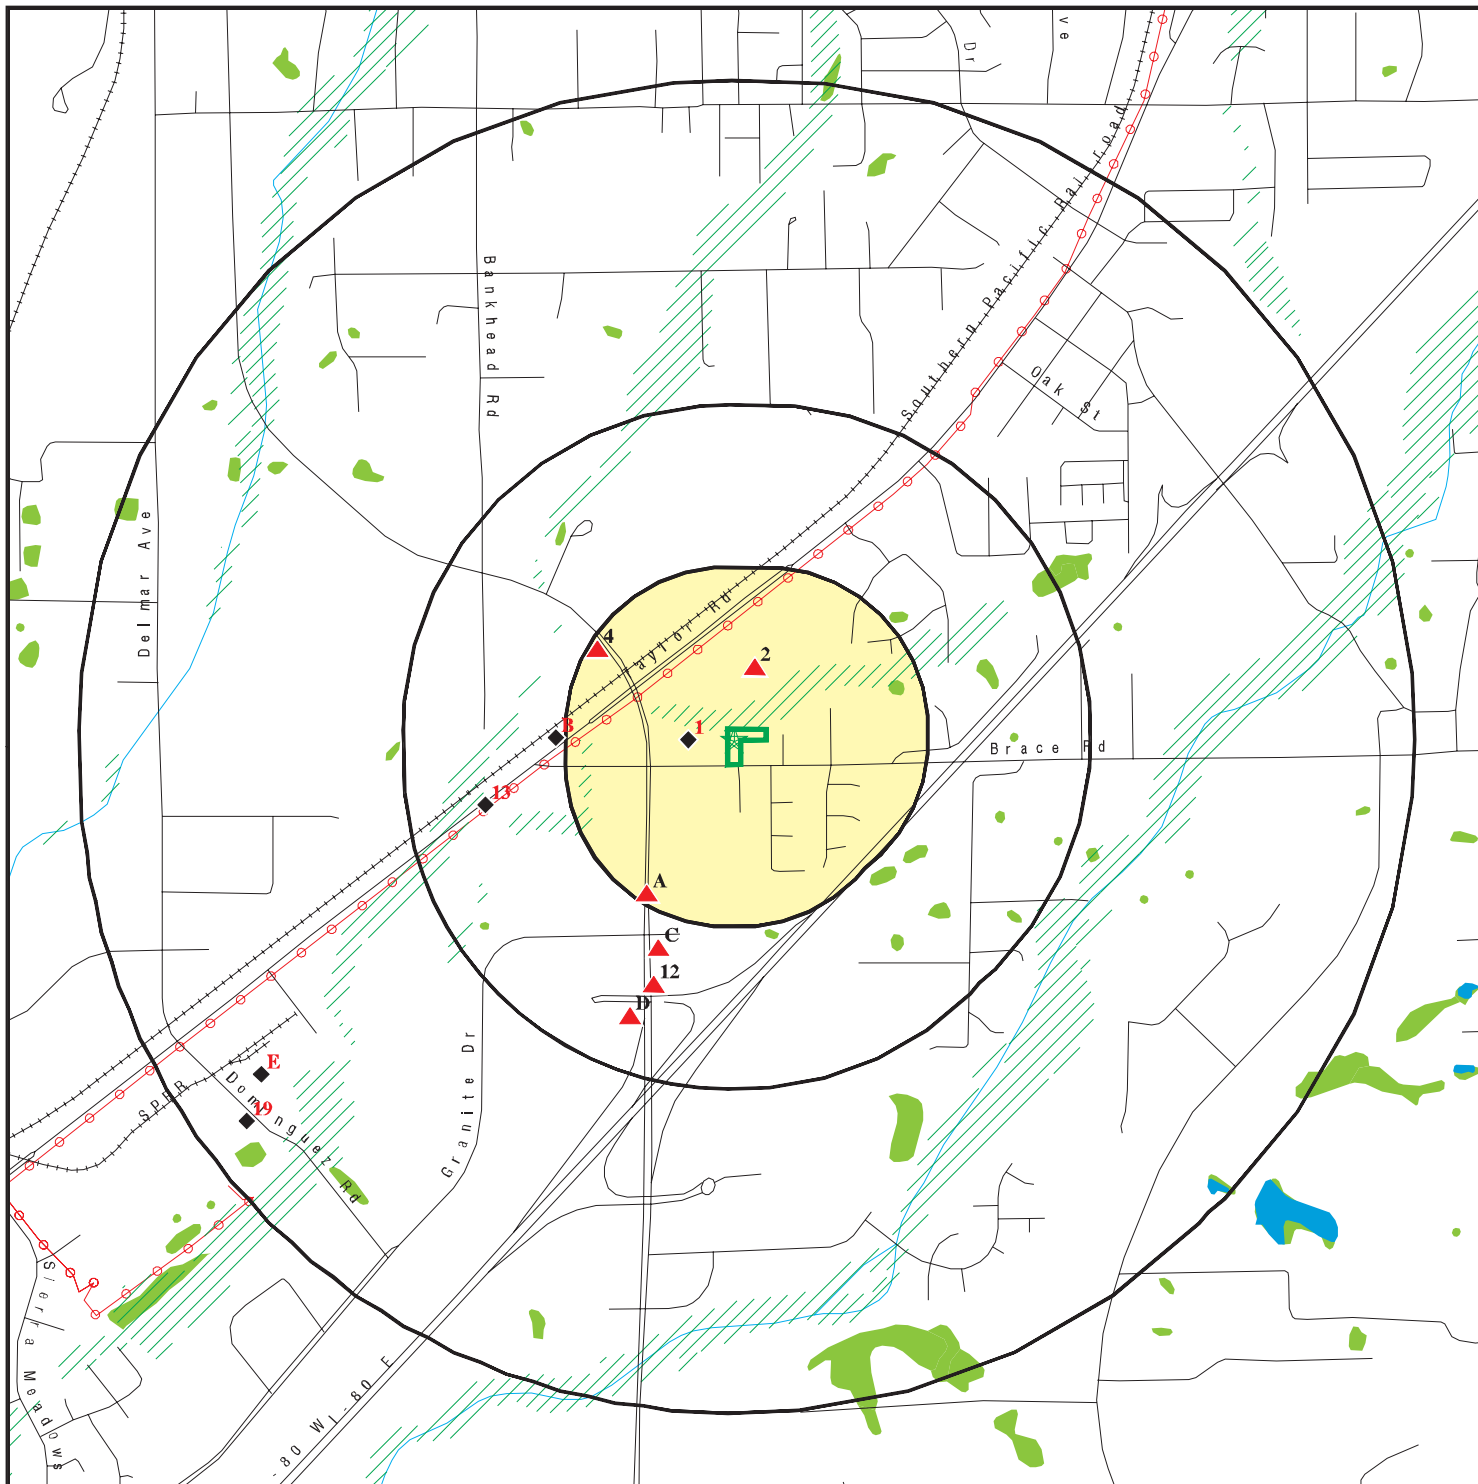 Dr
ve
Southern Pacific Railroad
Bankhead Rd
Oak St
Delmar Ave
aylor Rd
4
2
B
1
Brace Rd
13
A
C
12
D
E
19
SPRR
Dominguez Rd
Granite Dr
Sierra Meadows
-80 W
I-80 E